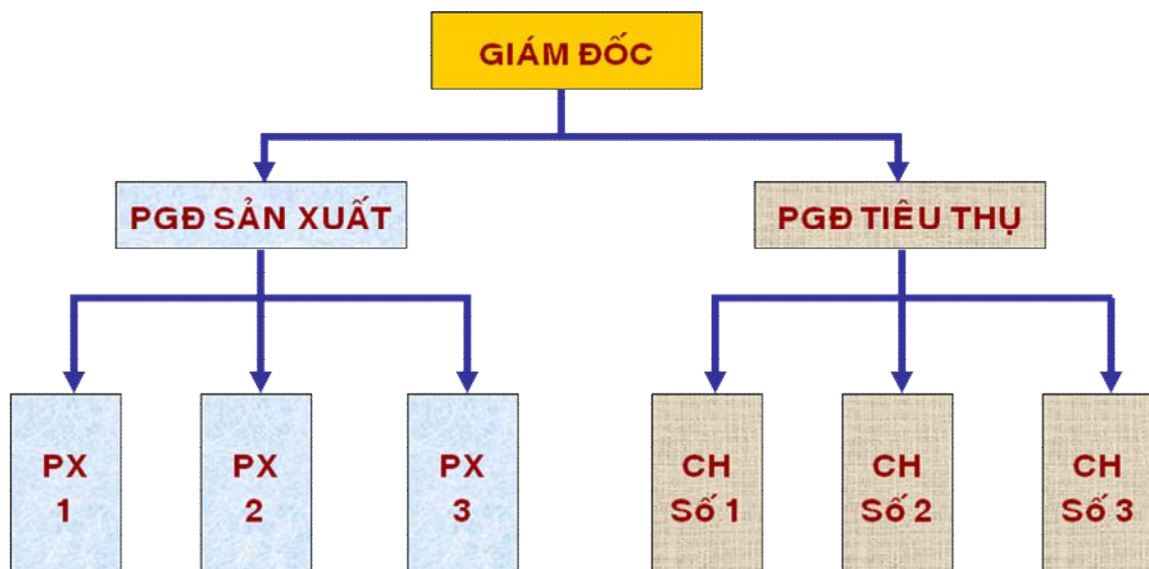 GIÁM ĐỐC
PGĐ SẢN XUẤT
PGĐ TIÊU THỤ
PX
1
PX
2
PX
3
CH
Số 1
CH
Số 2
CH
Số 3